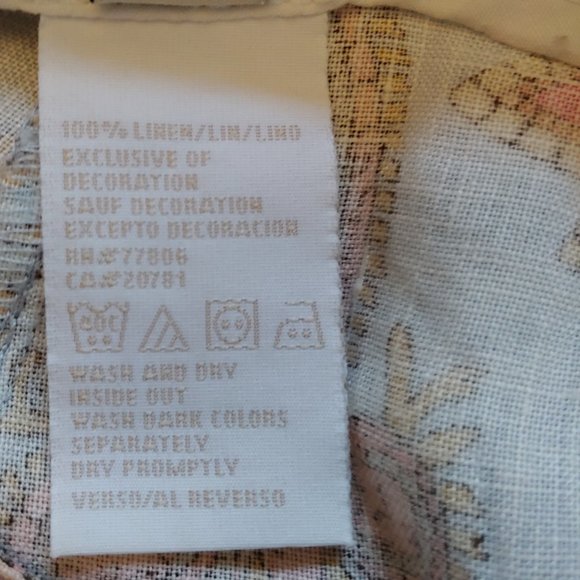 100% LINEN/LIN/LINO
EXCLUSIVE OF
DECORATION
SAUF DECORATION
EXCEPTO DECORACION
RN#77806
CA#20781
WASH AND DRY
INSIDE OUT
WASH DARK COLORS
SEPARATELY
DRY PROMPTLY
VERSO/AL REVERSO